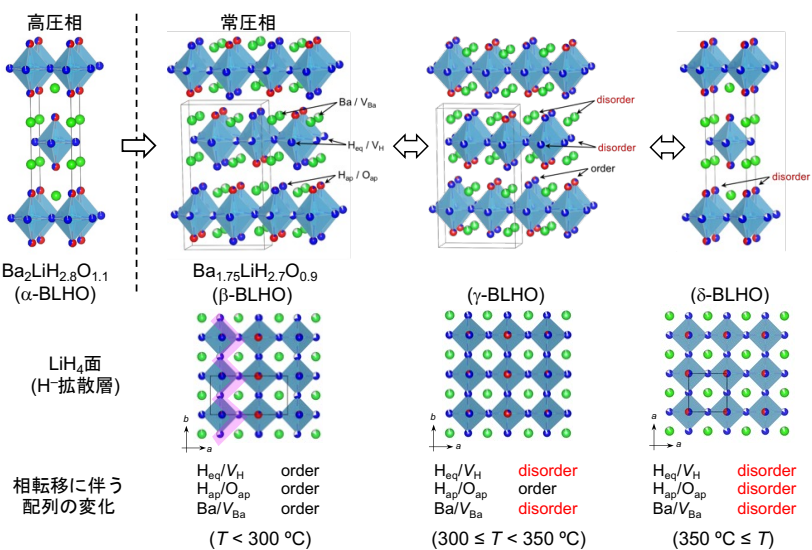 高圧相
常圧相
Ba / V_Ba
H_eq / V_H
H_ap / O_ap
disorder
disorder
order
disorder
Ba₂LiH₂.₈O₁.₁
(α-BLHO)
Ba₁.₇₅LiH₂.₇O₀.₉
(β-BLHO)
(γ-BLHO)
(δ-BLHO)
LiH₄面
(H⁻拡散層)
b
a
b
a
a
a
相転移に伴う
配列の変化
H_eq/V_H order
H_ap/O_ap order
Ba/V_Ba order
(T < 300 ºC)
H_eq/V_H disorder
H_ap/O_ap order
Ba/V_Ba disorder
(300 ≤ T < 350 ºC)
H_eq/V_H disorder
H_ap/O_ap disorder
Ba/V_Ba disorder
(350 ºC ≤ T)